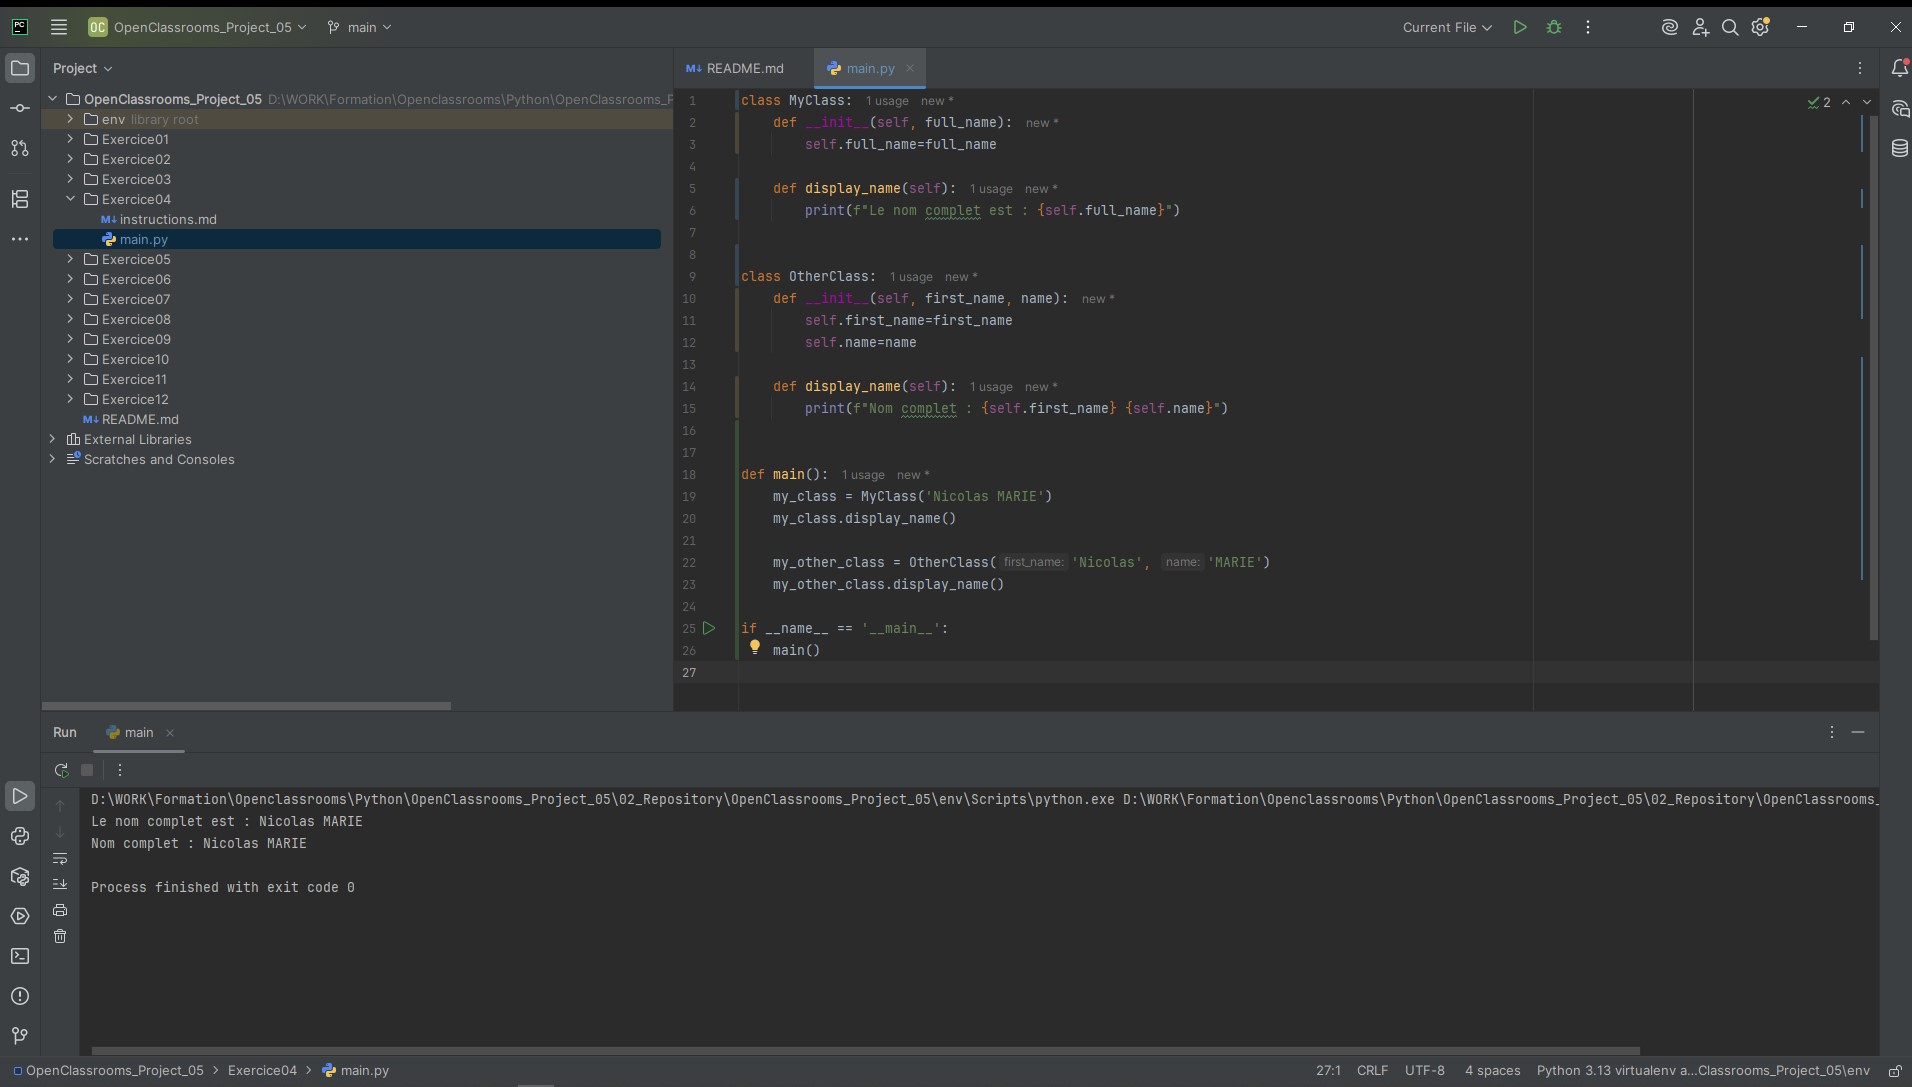 PC OC OpenClassrooms_Project_05 main Current File
Project
OpenClassrooms_Project_05 D:\WORK\Formation\Openclassrooms\Python\OpenClassrooms_P
env library root
Exercice01
Exercice02
Exercice03
Exercice04
M↓ instructions.md
main.py
Exercice05
Exercice06
Exercice07
Exercice08
Exercice09
Exercice10
Exercice11
Exercice12
M↓ README.md
External Libraries
Scratches and Consoles
M↓ README.md main.py
2
1 class MyClass: 1 usage new *
2 def __init__(self, full_name): new *
3 self.full_name=full_name
4
5 def display_name(self): 1 usage new *
6 print(f"Le nom complet est : {self.full_name}")
7
8
9 class OtherClass: 1 usage new *
10 def __init__(self, first_name, name): new *
11 self.first_name=first_name
12 self.name=name
13
14 def display_name(self): 1 usage new *
15 print(f"Nom complet : {self.first_name} {self.name}")
16
17
18 def main(): 1 usage new *
19 my_class = MyClass('Nicolas MARIE')
20 my_class.display_name()
21
22 my_other_class = OtherClass( first_name: 'Nicolas', name: 'MARIE')
23 my_other_class.display_name()
24
25 if __name__ == '__main__':
26 main()
27
Run main
D:\WORK\Formation\Openclassrooms\Python\OpenClassrooms_Project_05\02_Repository\OpenClassrooms_Project_05\env\Scripts\python.exe D:\WORK\Formation\Openclassrooms\Python\OpenClassrooms_Project_05\02_Repository\OpenClassrooms_
Le nom complet est : Nicolas MARIE
Nom complet : Nicolas MARIE
Process finished with exit code 0
OpenClassrooms_Project_05 > Exercice04 > main.py 27:1 CRLF UTF-8 4 spaces Python 3.13 virtualenv a...Classrooms_Project_05\env